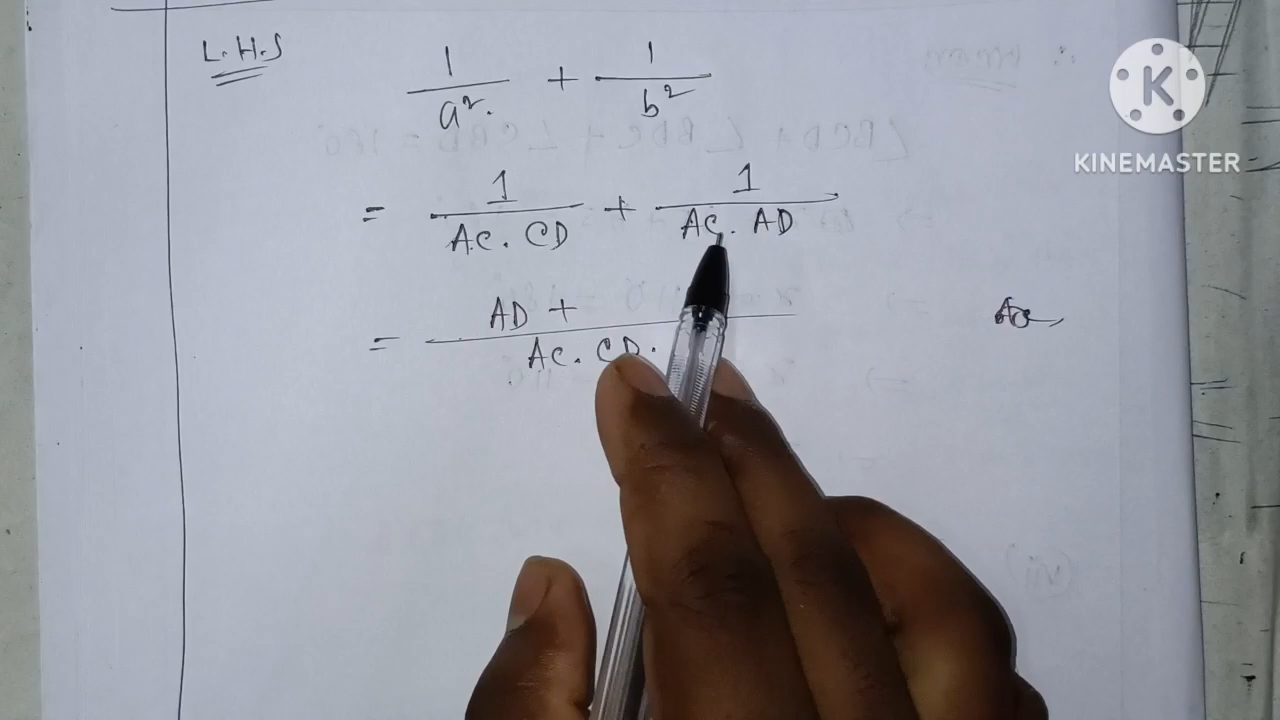 L.H.S
1/a² + 1/b²
= 1/AC.CD + 1/AC.AD
= AD + / AC.CD.
K
KINEMASTER